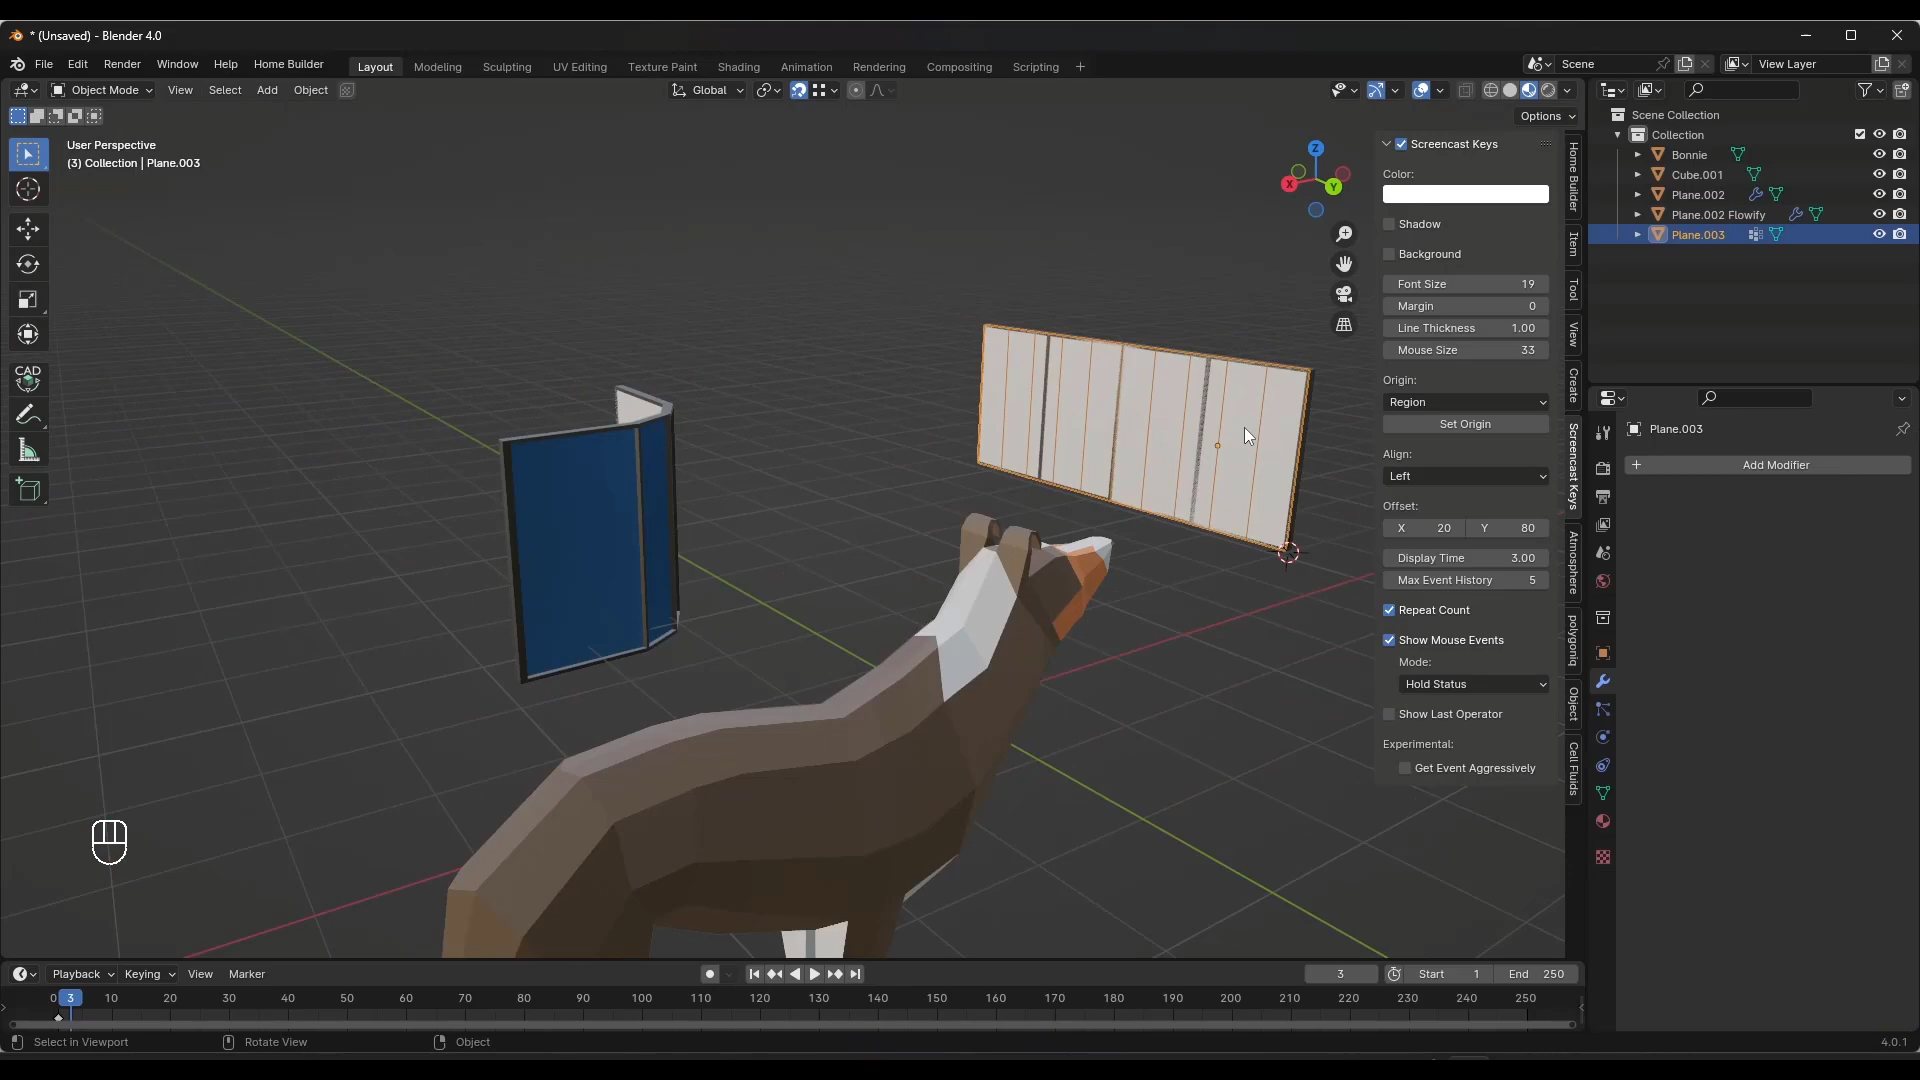 * (Unsaved) - Blender 4.0
File Edit Render Window Help Home Builder
Layout Modeling Sculpting UV Editing Texture Paint Shading Animation Rendering Compositing Scripting +
Scene
View Layer
Object Mode View Select Add Object
Global
Options
User Perspective
(3) Collection | Plane.003
Z
X
Y
CAD
Screencast Keys
Color:
Shadow
Background
Font Size 19
Margin 0
Line Thickness 1.00
Mouse Size 33
Origin:
Region
Set Origin
Align:
Left
Offset:
X 20 Y 80
Display Time 3.00
Max Event History 5
Repeat Count
Show Mouse Events
Mode:
Hold Status
Show Last Operator
Experimental:
Get Event Aggressively
Home Builder
Item
Tool
View
Create
Screencast Keys
Atmosphere
polygoniq
Object
Cell Fluids
Scene Collection
Collection
Bonnie
Cube.001
Plane.002
Plane.002 Flowify
Plane.003
Plane.003
+ Add Modifier
Playback Keying View Marker
3
Start 1 End 250
0 3 10 20 30 40 50 60 70 80 90 100 110 120 130 140 150 160 170 180 190 200 210 220 230 240 250
Select in Viewport Rotate View Object
4.0.1